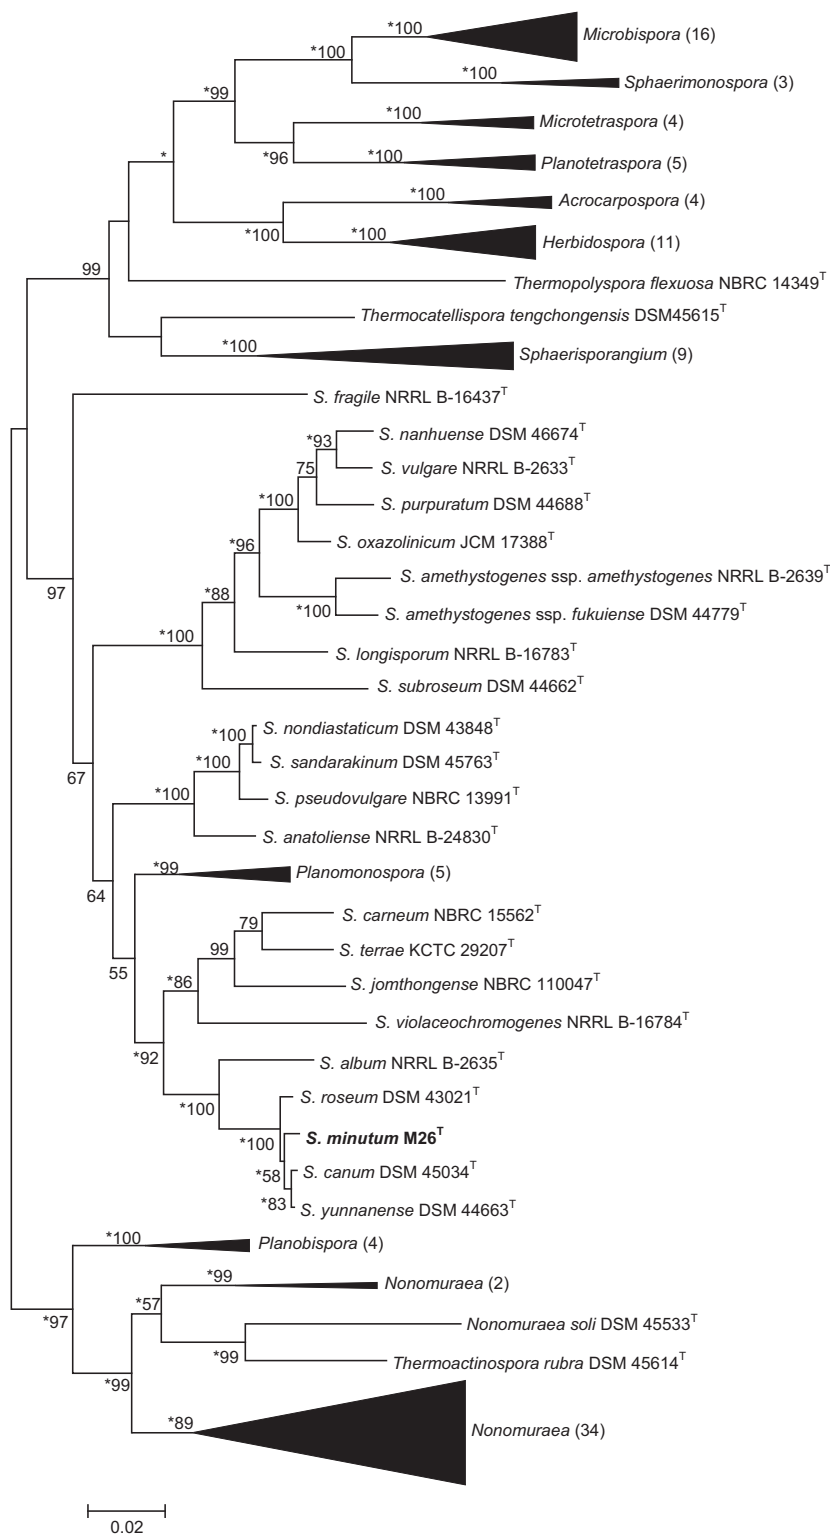 *100
Microbispora (16)
*100
*100
Sphaerimonospora (3)
*99
*100
Microtetraspora (4)
*
*96
*100
Planotetraspora (5)
*100
Acrocarpospora (4)
*100
*100
Herbidospora (11)
99
Thermopolyspora flexuosa NBRC 14349T
Thermocatellispora tengchongensis DSM45615T
*100
Sphaerisporangium (9)
S. fragile NRRL B-16437T
*93
S. nanhuense DSM 46674T
75
S. vulgare NRRL B-2633T
*100
S. purpuratum DSM 44688T
*96
S. oxazolinicum JCM 17388T
97
*88
S. amethystogenes ssp. amethystogenes NRRL B-2639T
*100
S. amethystogenes ssp. fukuiense DSM 44779T
*100
S. longisporum NRRL B-16783T
S. subroseum DSM 44662T
*100
S. nondiastaticum DSM 43848T
67
*100
S. sandarakinum DSM 45763T
*100
S. pseudovulgare NBRC 13991T
S. anatoliense NRRL B-24830T
64
*99
Planomonospora (5)
79
S. carneum NBRC 15562T
99
S. terrae KCTC 29207T
55
*86
S. jomthongense NBRC 110047T
S. violaceochromogenes NRRL B-16784T
*92
S. album NRRL B-2635T
*100
S. roseum DSM 43021T
*100
S. minutum M26T
*58
S. canum DSM 45034T
*83
S. yunnanense DSM 44663T
*100
Planobispora (4)
*99
Nonomuraea (2)
*97
*57
Nonomuraea soli DSM 45533T
*99
Thermoactinospora rubra DSM 45614T
*99
*89
Nonomuraea (34)
0.02